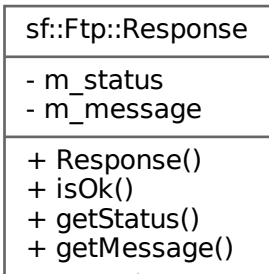 sf::Ftp::Response
- m_status
- m_message
+ Response()
+ isOk()
+ getStatus()
+ getMessage()